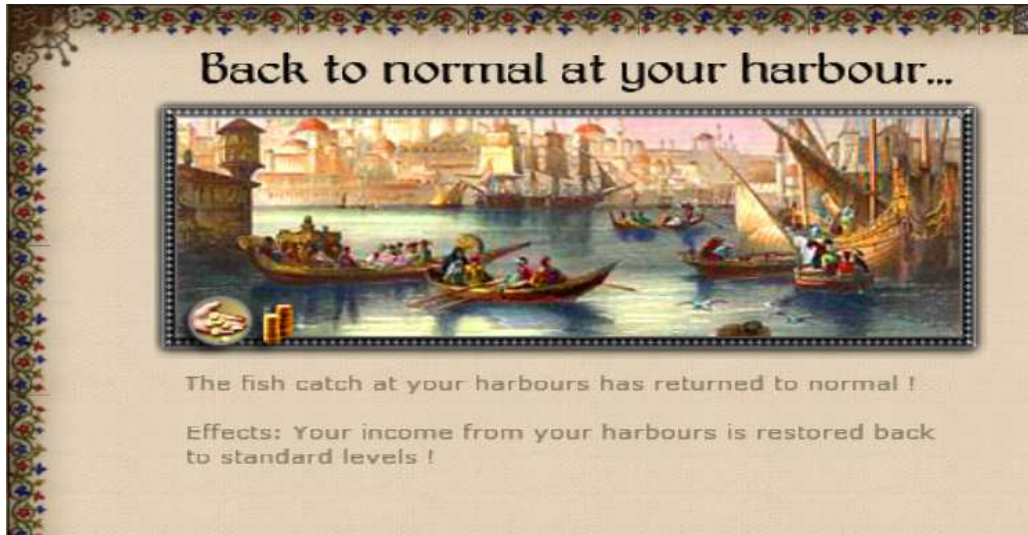 Back to normal at your harbour...
The fish catch at your harbours has returned to normal !
Effects: Your income from your harbours is restored back
to standard levels !